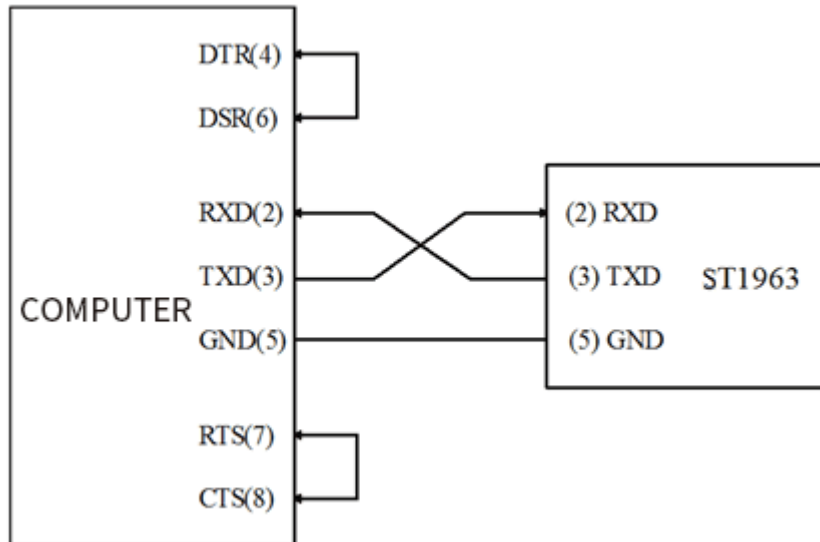 DTR(4)
DSR(6)
RXD(2)
(2) RXD
TXD(3)
(3) TXD
ST1963
COMPUTER
GND(5)
(5) GND
RTS(7)
CTS(8)